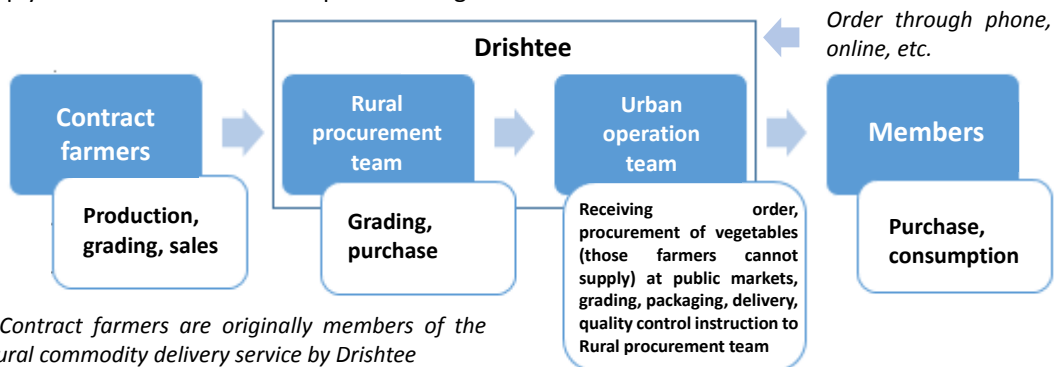 Order through phone,
online, etc.
Drishtee
Contract
farmers
Rural
procurement
team
Urban
operation
team
Members
Production,
grading, sales
Grading,
purchase
Receiving order,
procurement of vegetables
(those farmers cannot
supply) at public markets,
grading, packaging, delivery,
quality control instruction to
Rural procurement team
Purchase,
consumption
Contract farmers are originally members of the
commodity delivery service by Drishtee